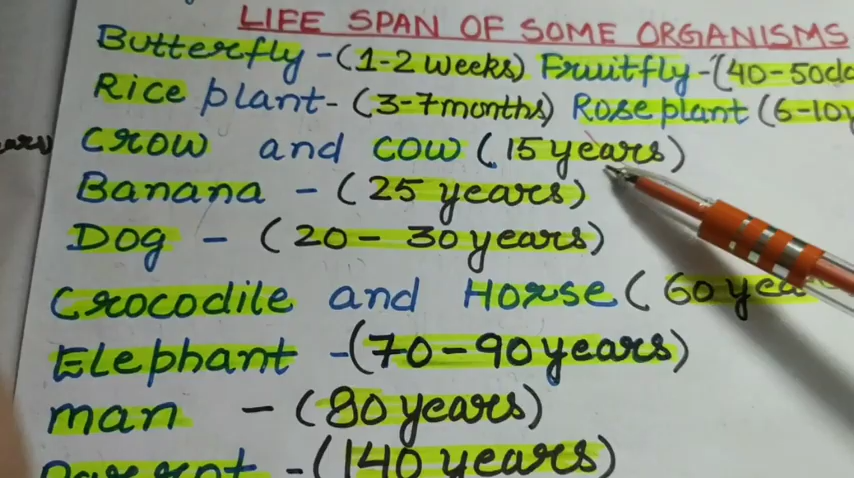 LIFE SPAN OF SOME ORGANISMS
Butterfly - (1-2 weeks) Fruitfly - (40-50
Rice plant - (3-7months) Rose plant (6-10
Crow and cow (15 years)
Banana - (25 years)
Dog - (20 - 30 years)
Crocodile and Horse (60
Elephant - (70-90 years)
man - (80 years)
- (140 years)